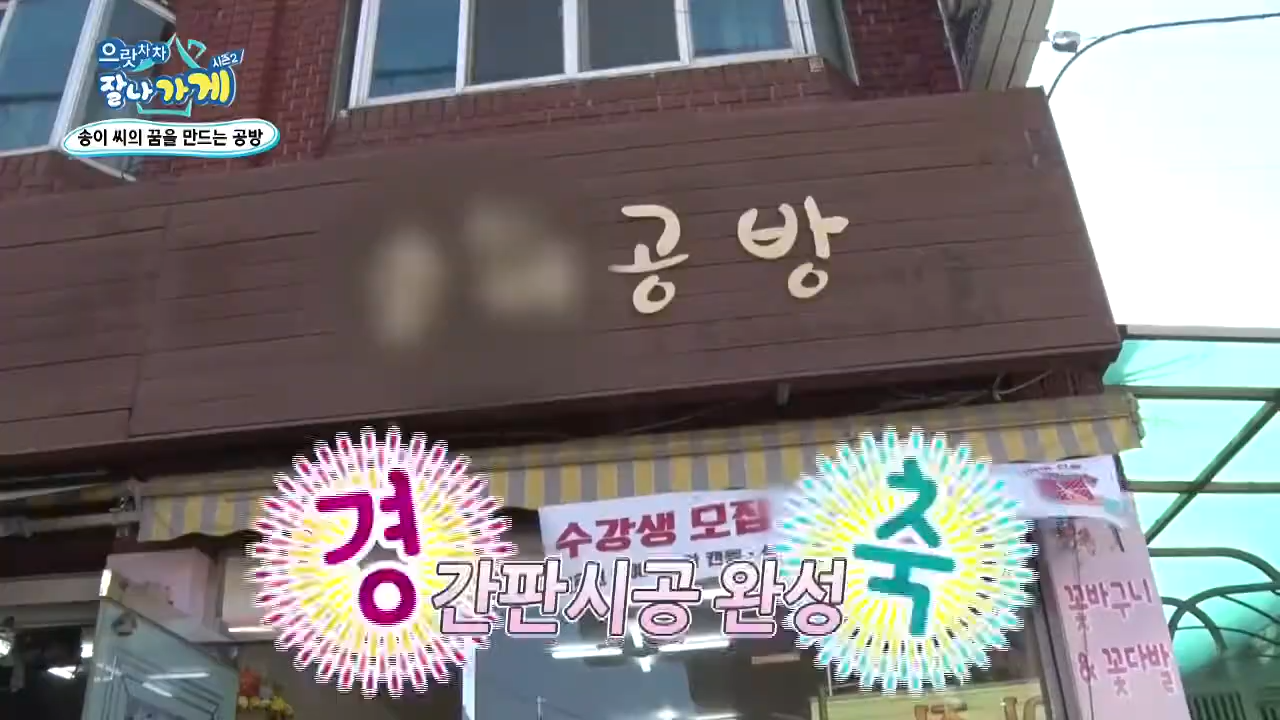 으랏차차
시즌2
잘나가게
송이 씨의 꿈을 만드는 공방
공방
수강생 모집
경 축
간판시공 완성
꽃바구니
& 꽃다발